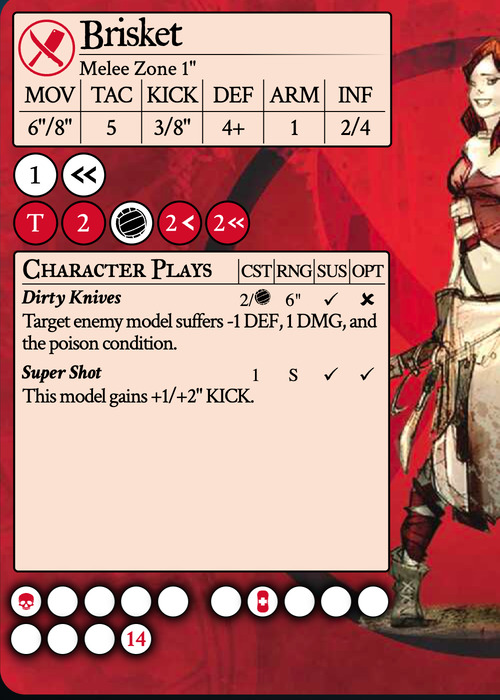 Brisket
Melee Zone 1"
MOV TAC KICK DEF ARM INF
6"/8" 5 3/8" 4+ 1 2/4
1 <<
T 2 2< 2<<
CHARACTER PLAYS CST RNG SUS OPT
Dirty Knives 2/ 6" ✓ ✗
Target enemy model suffers -1 DEF, 1 DMG, and
the poison condition.
Super Shot 1 S ✓ ✓
This model gains +1/+2" KICK.
14